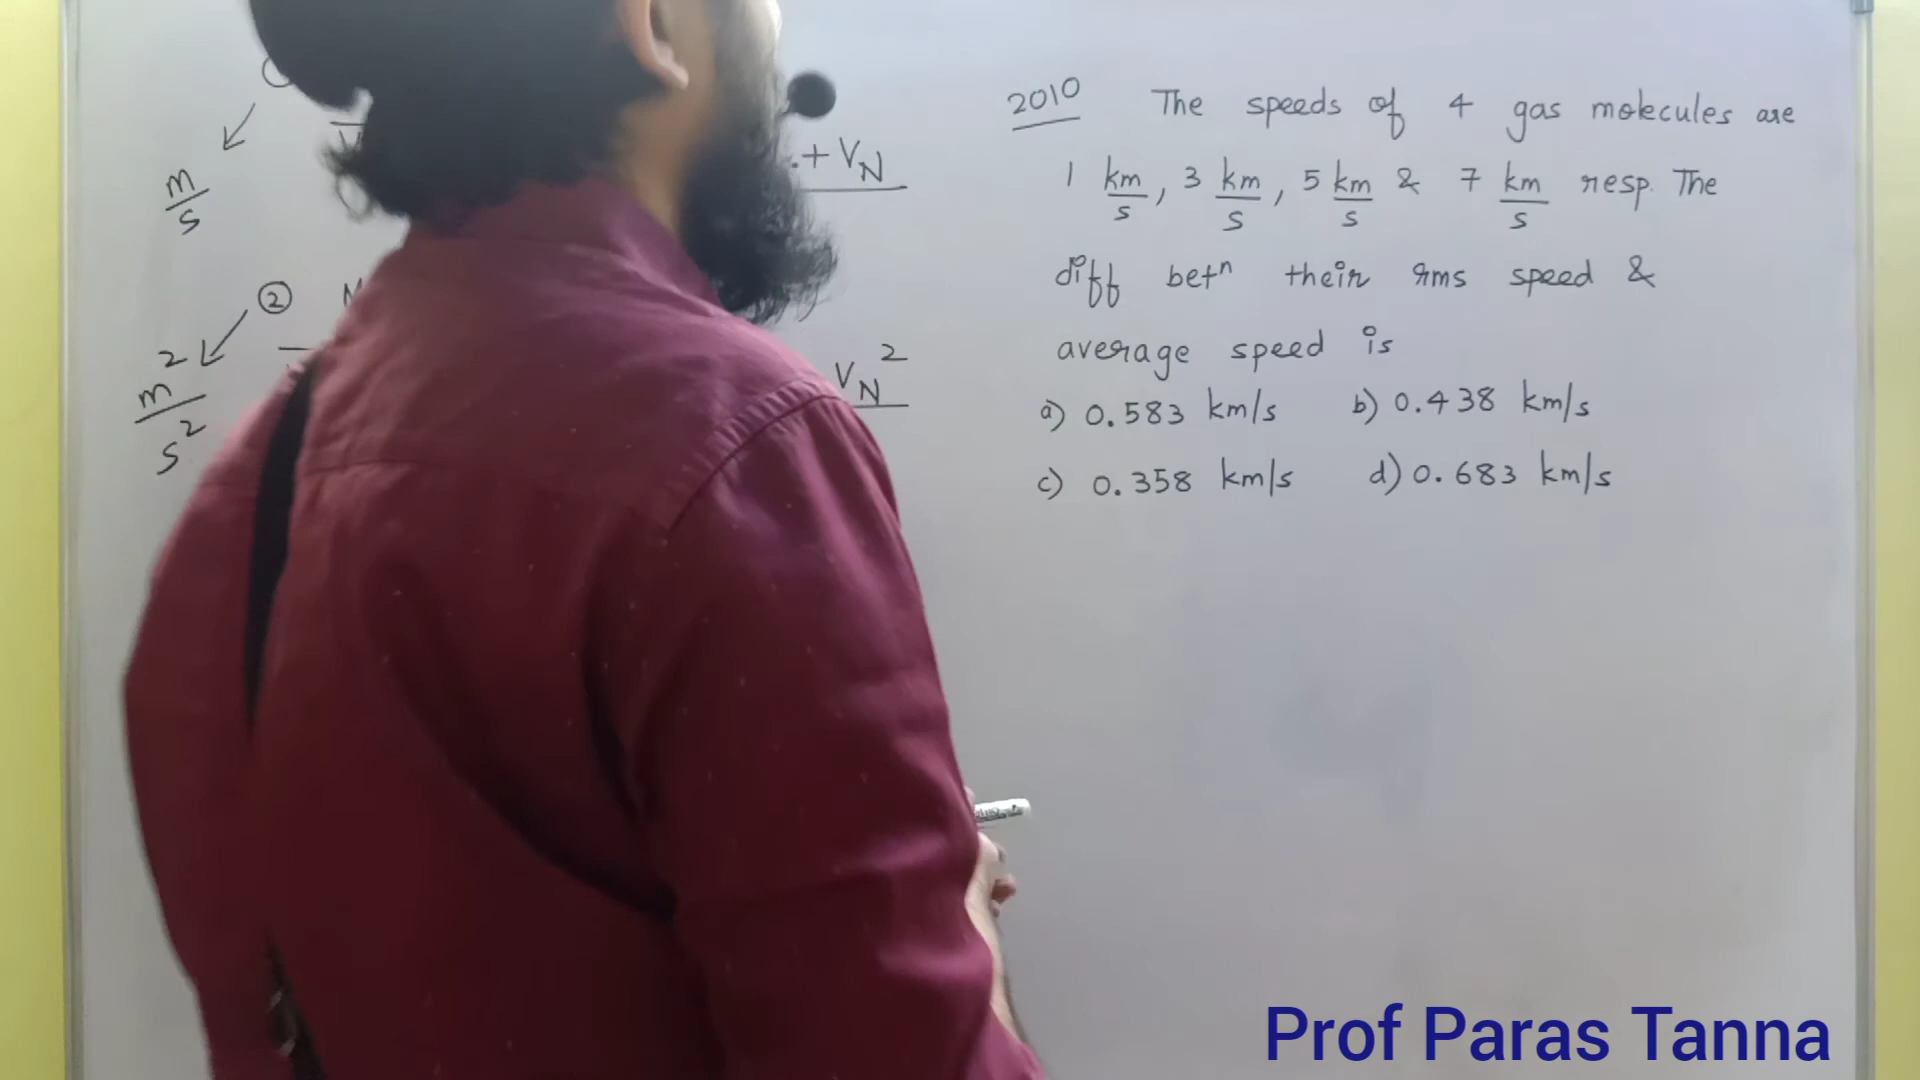 m
s
.+ V_N
②
m²
s²
V_N²
2010 The speeds of 4 gas molecules are
1 km/s, 3 km/s, 5 km/s & 7 km/s resp. The
diff betⁿ their rms speed &
average speed is
a) 0.583 km/s b) 0.438 km/s
c) 0.358 km/s d) 0.683 km/s
Prof Paras Tanna